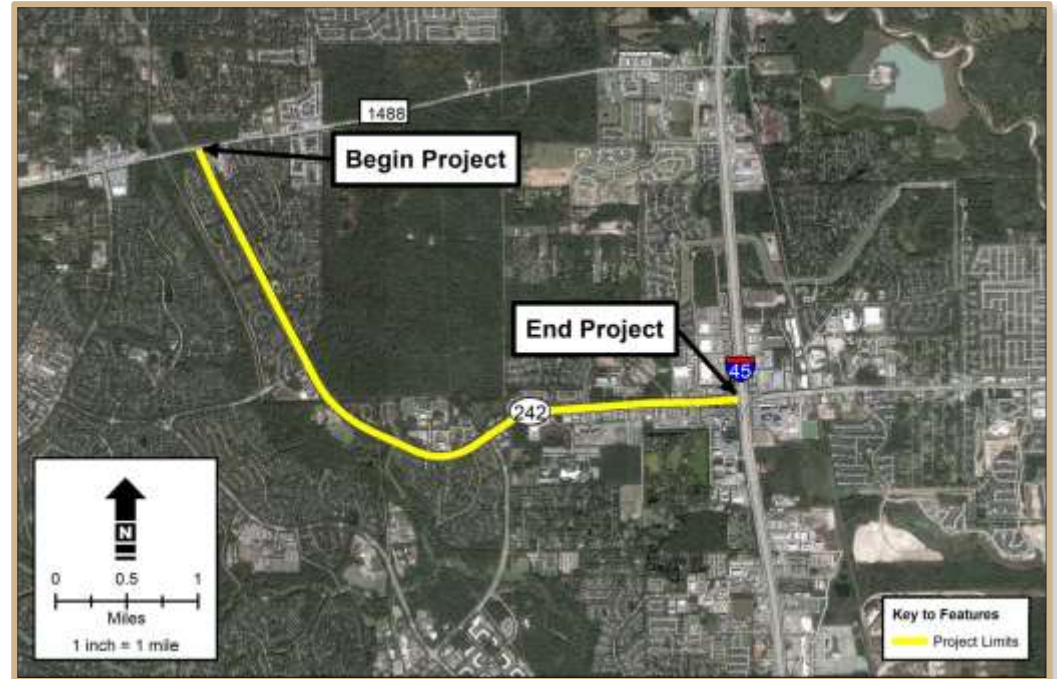 1488
Begin Project
End Project
45
242
N
0 0.5 1
Miles
1 inch = 1 mile
Key to Features
Project Limits